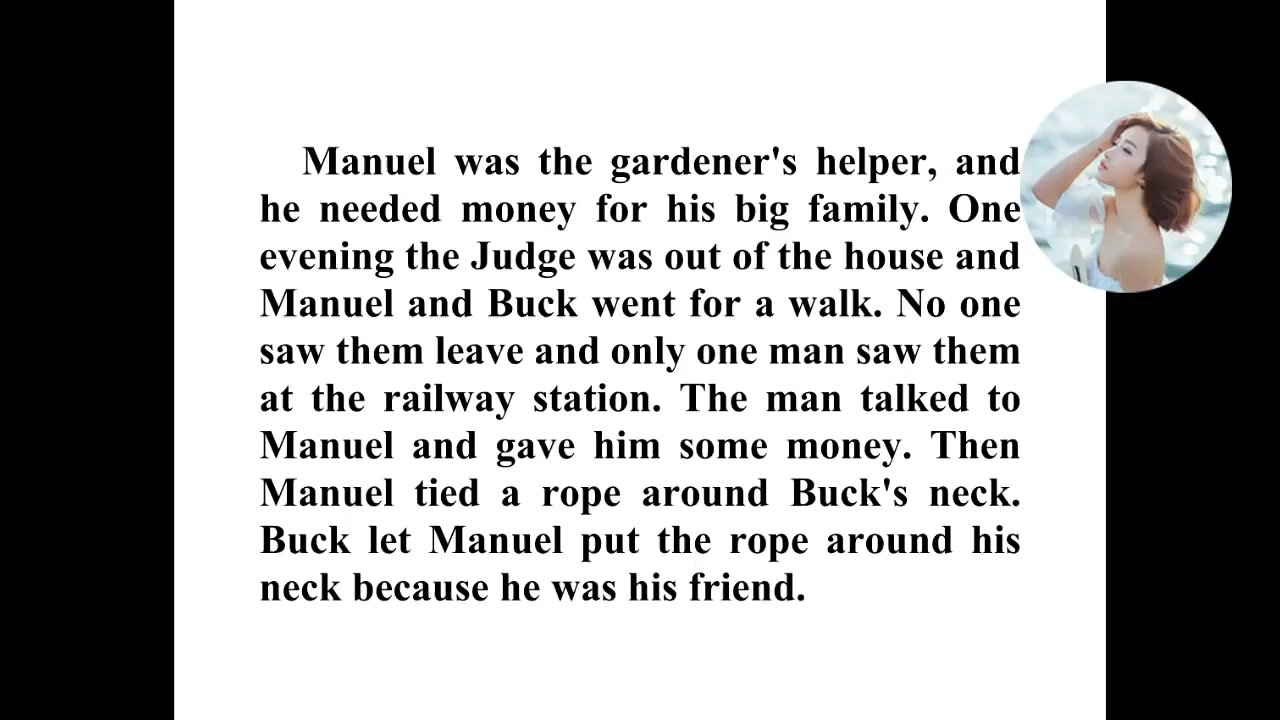 Manuel was the gardener's helper, and
he needed money for his big family. One
evening the Judge was out of the house and
Manuel and Buck went for a walk. No one
saw them leave and only one man saw them
at the railway station. The man talked to
Manuel and gave him some money. Then
Manuel tied a rope around Buck's neck.
Buck let Manuel put the rope around his
neck because he was his friend.